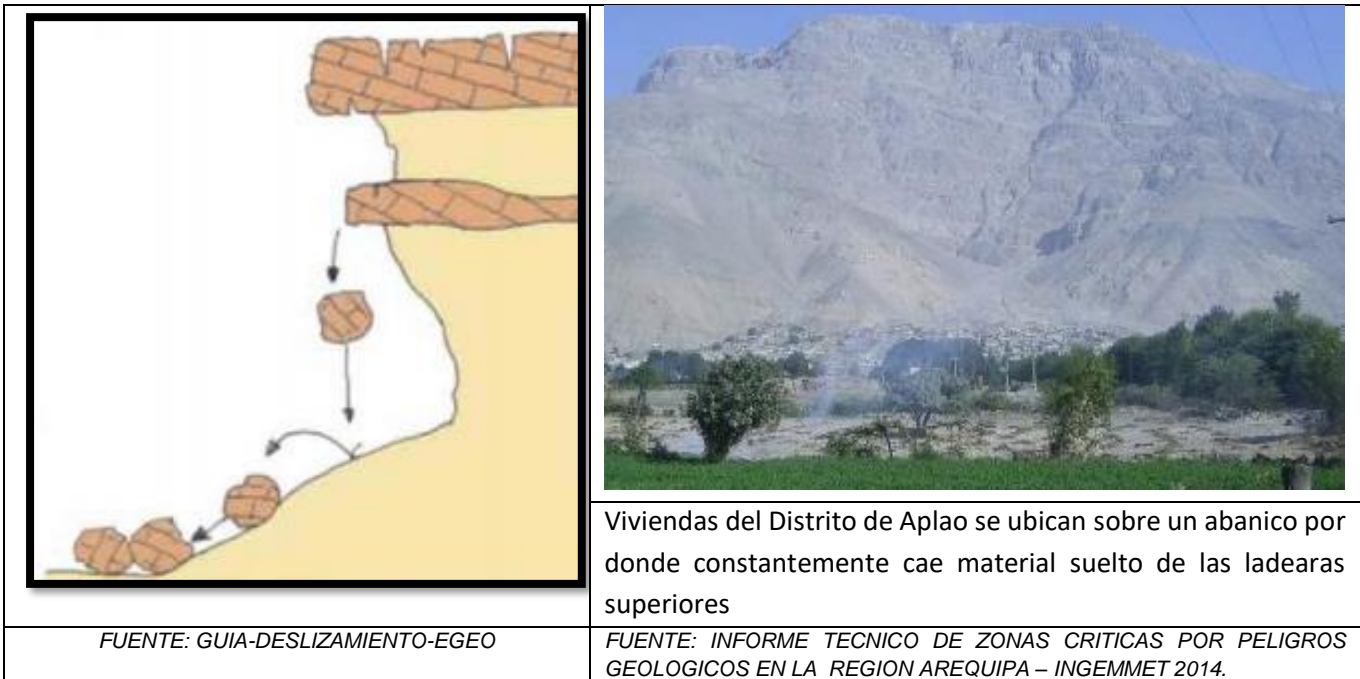 Viviendas del Distrito de Aplao se ubican sobre un abanico por
donde constantemente cae material suelto de las ladearas
superiores
FUENTE: GUIA-DESLIZAMIENTO-EGEO
FUENTE: INFORME TECNICO DE ZONAS CRITICAS POR PELIGROS
GEOLOGICOS EN LA REGION AREQUIPA – INGEMMET 2014.